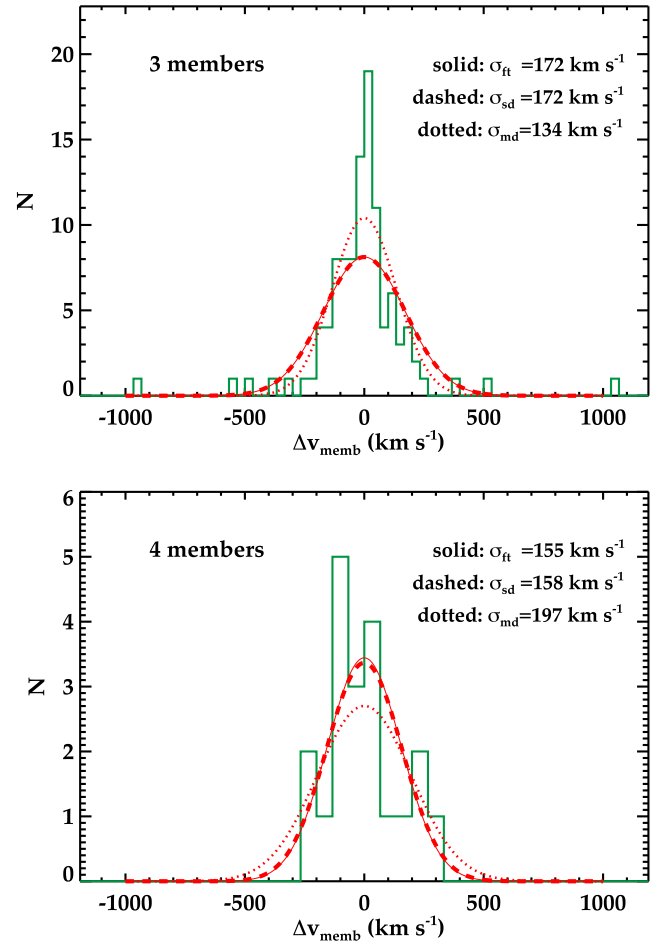 20
15
10
5
0
N
3 members
solid: σft =172 km s-1
dashed: σsd =172 km s-1
dotted: σmd=134 km s-1
-1000 -500 0 500 1000
Δvmemb (km s-1)
6
5
4
3
2
1
0
N
4 members
solid: σft =155 km s-1
dashed: σsd =158 km s-1
dotted: σmd=197 km s-1
-1000 -500 0 500 1000
Δvmemb (km s-1)